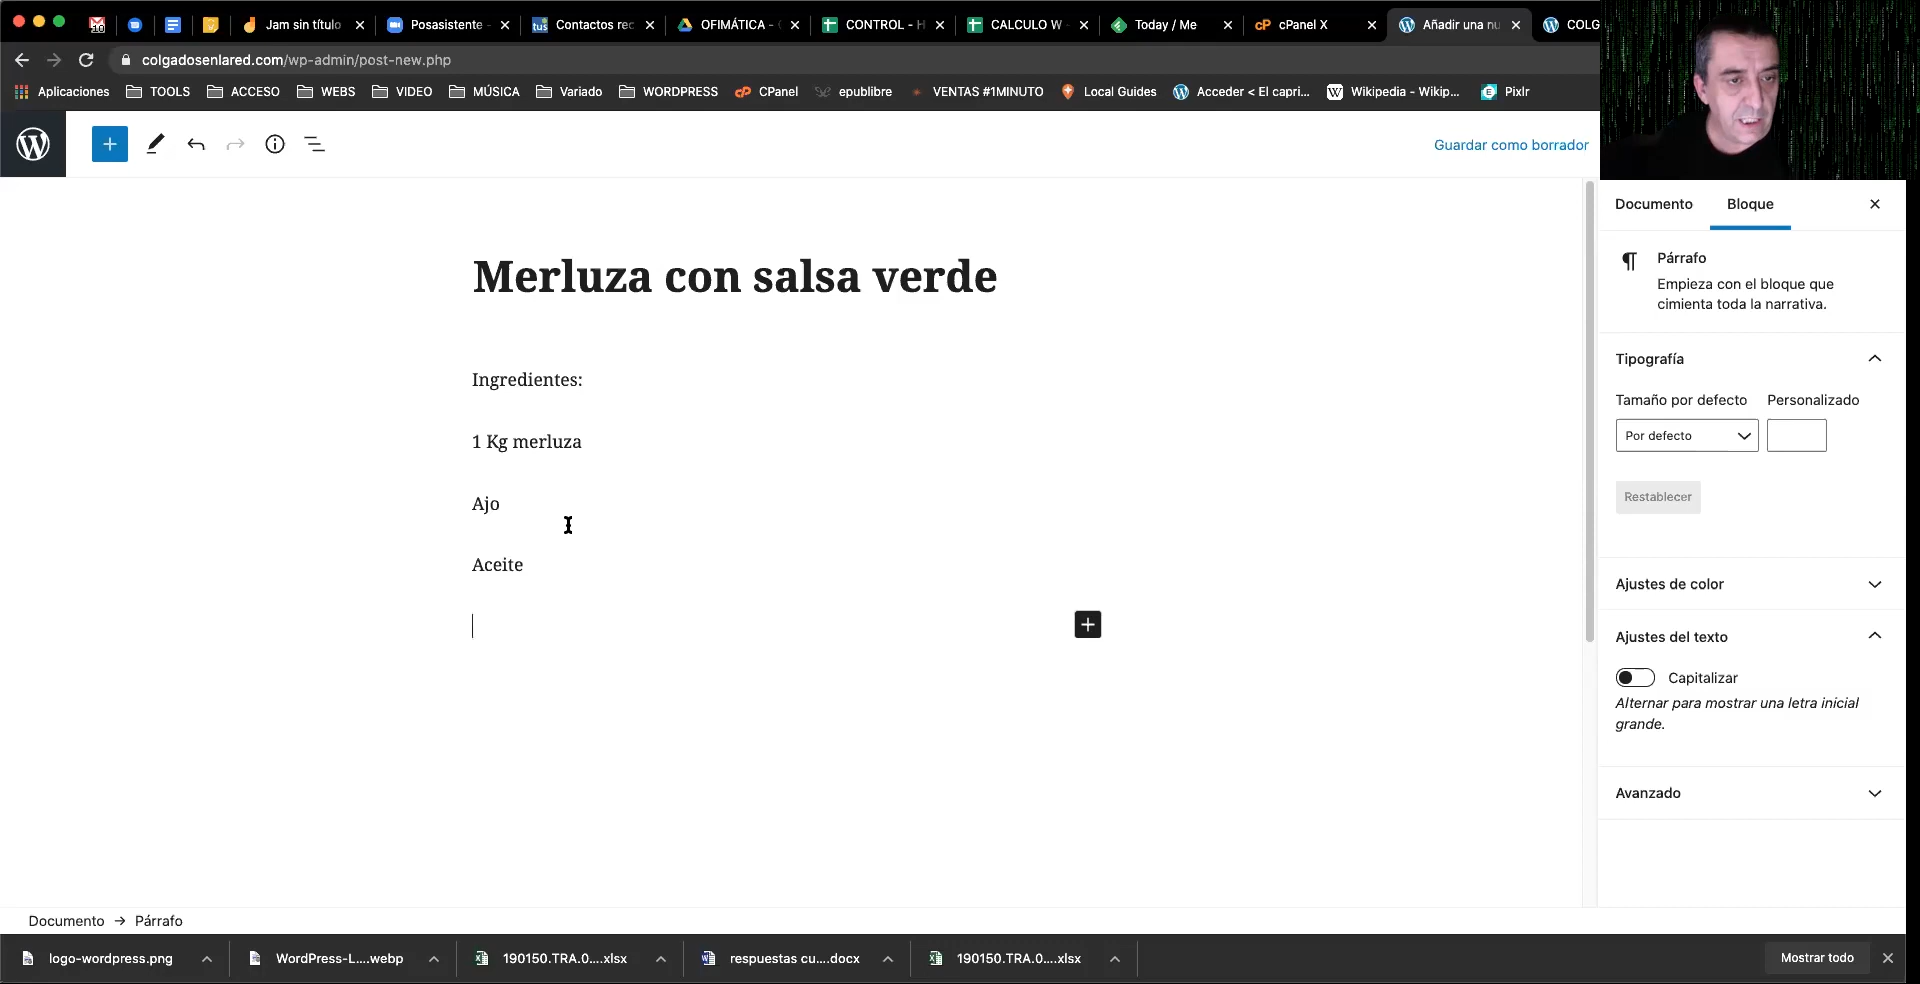 10
Jam sin título
Posasistente -
tus
Contactos rec
OFIMÁTICA -
CONTROL - H
CALCULO W -
Today / Me
cP
cPanel X
Añadir una nu
COLG
colgadosenlared.com/wp-admin/post-new.php
Aplicaciones
TOOLS
ACCESO
WEBS
VIDEO
MÚSICA
Variado
WORDPRESS
cP
CPanel
epublibre
VENTAS #1MINUTO
Local Guides
Acceder < El capri...
W
Wikipedia - Wikip...
E
Pixlr
Guardar como borrador
Documento
Bloque
Merluza con salsa verde
Párrafo
Empieza con el bloque que
cimienta toda la narrativa.
Tipografía
Ingredientes:
Tamaño por defecto
Personalizado
Por defecto
1 Kg merluza
Restablecer
Ajo
Aceite
Ajustes de color
Ajustes del texto
Capitalizar
Alternar para mostrar una letra inicial
grande.
Avanzado
Documento → Párrafo
logo-wordpress.png
WordPress-L....webp
190150.TRA.0....xlsx
respuestas cu....docx
190150.TRA.0....xlsx
Mostrar todo